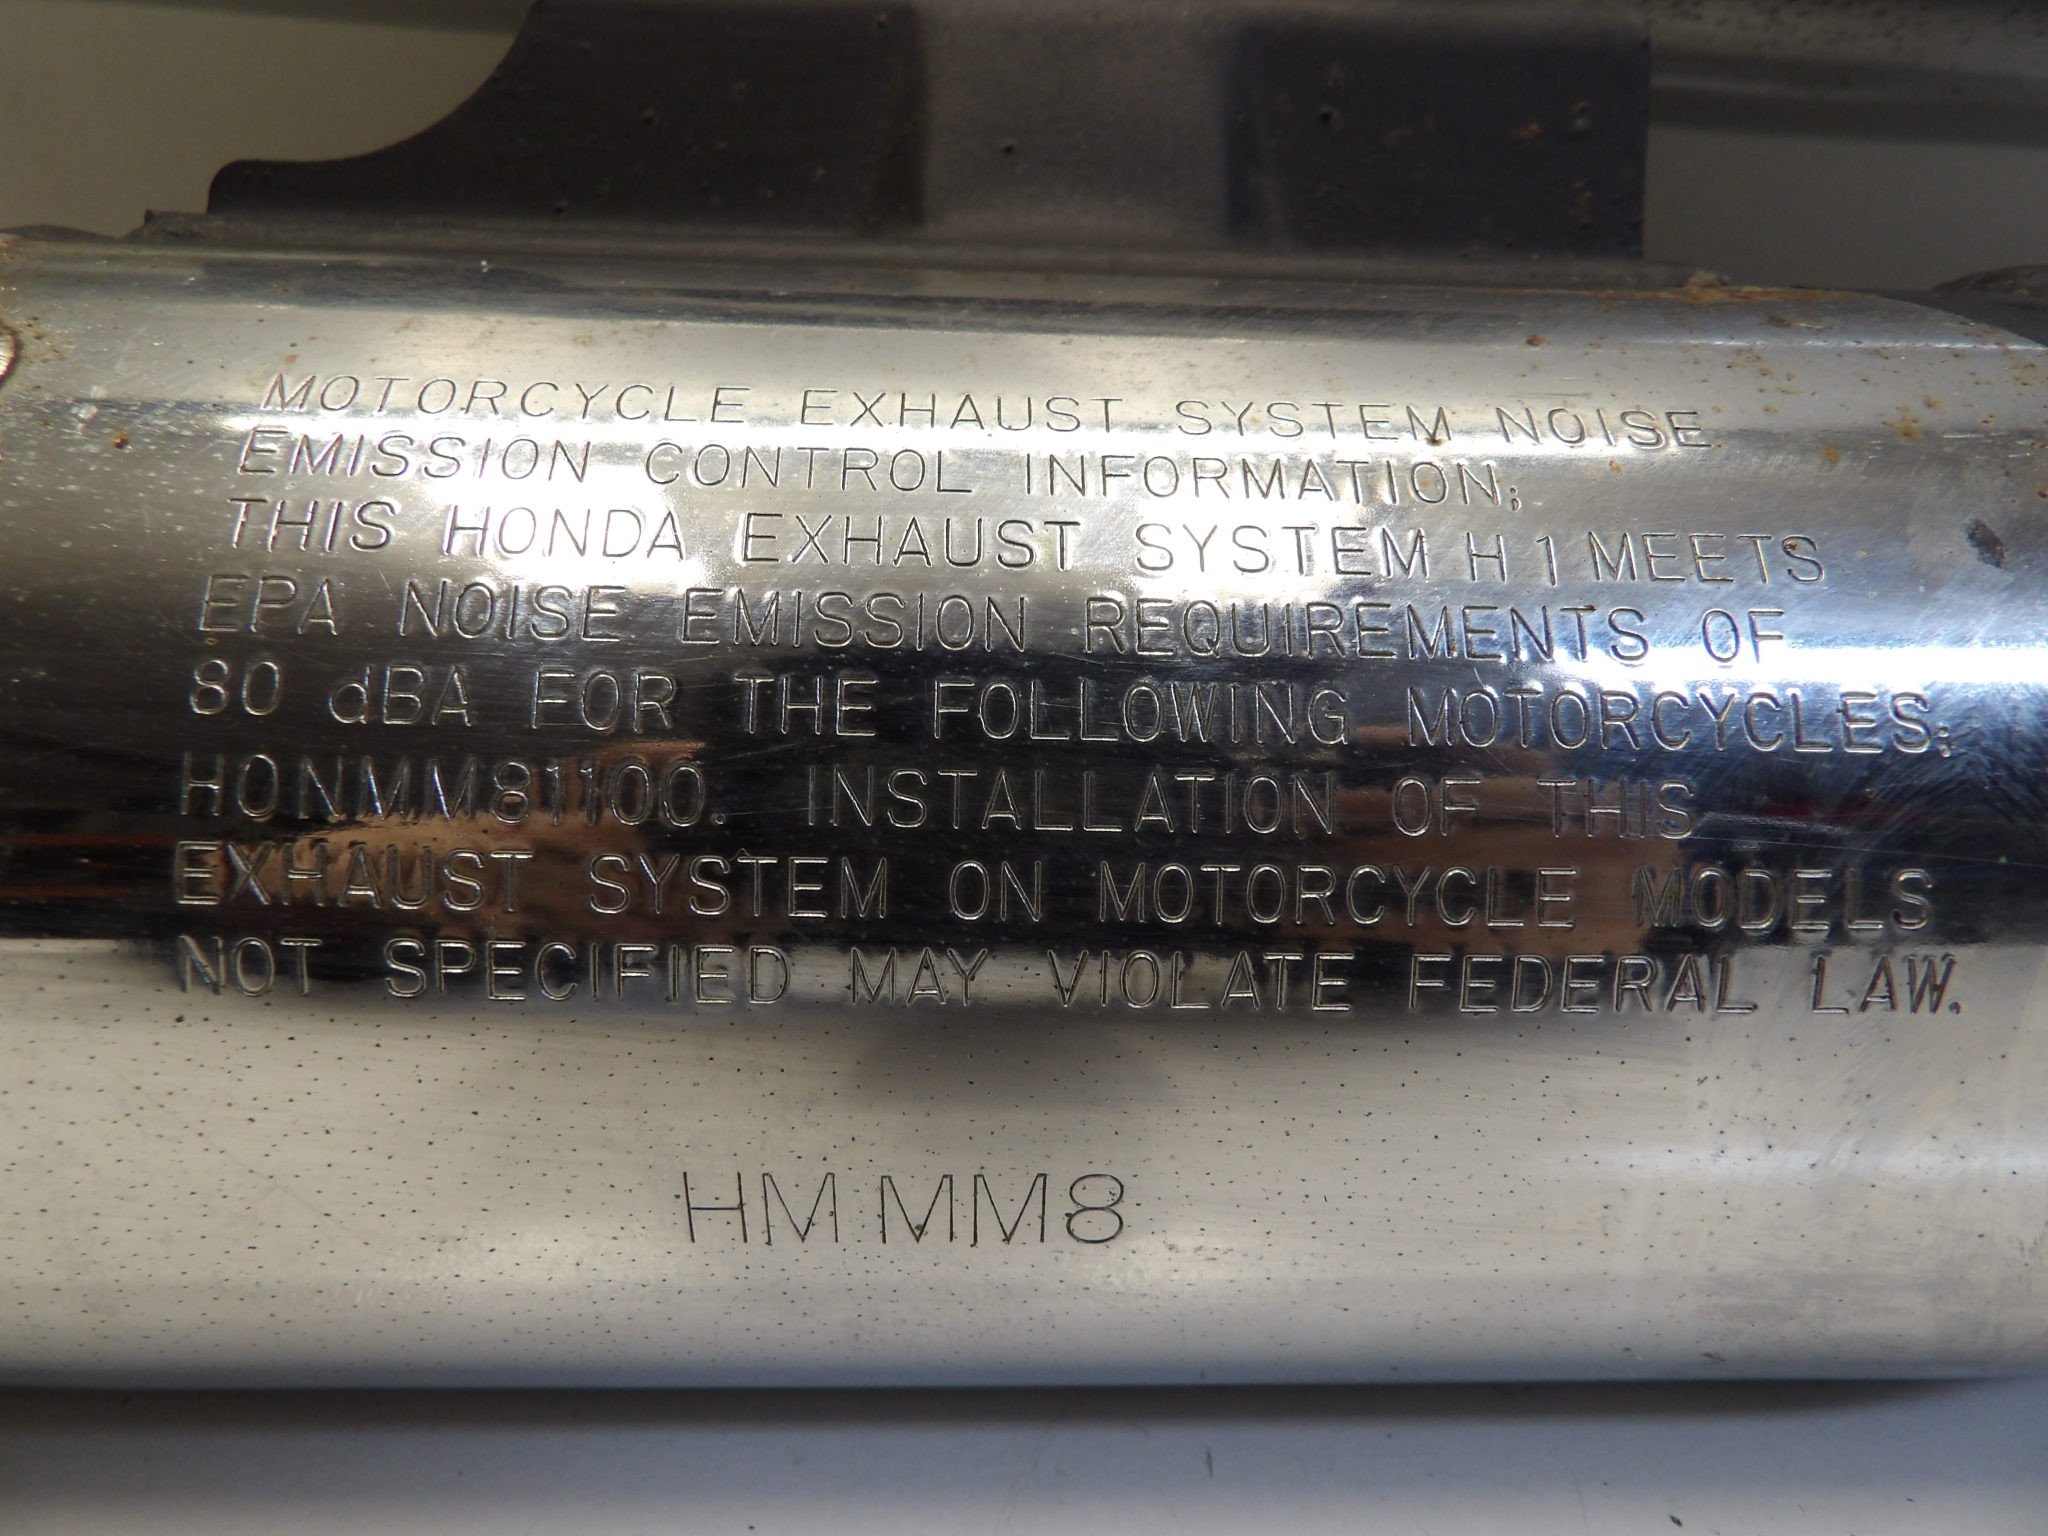 MOTORCYCLE EXHAUST SYSTEM NOISE
EMISSION CONTROL INFORMATION;
THIS HONDA EXHAUST SYSTEM H 1 MEETS
EPA NOISE EMISSION REQUIREMENTS OF
80 dBA FOR THE FOLLOWING MOTORCYCLES;
HONMM81100. INSTALLATION OF THIS
EXHAUST SYSTEM ON MOTORCYCLE MODELS
NOT SPECIFIED MAY VIOLATE FEDERAL LAW.
HM MM8